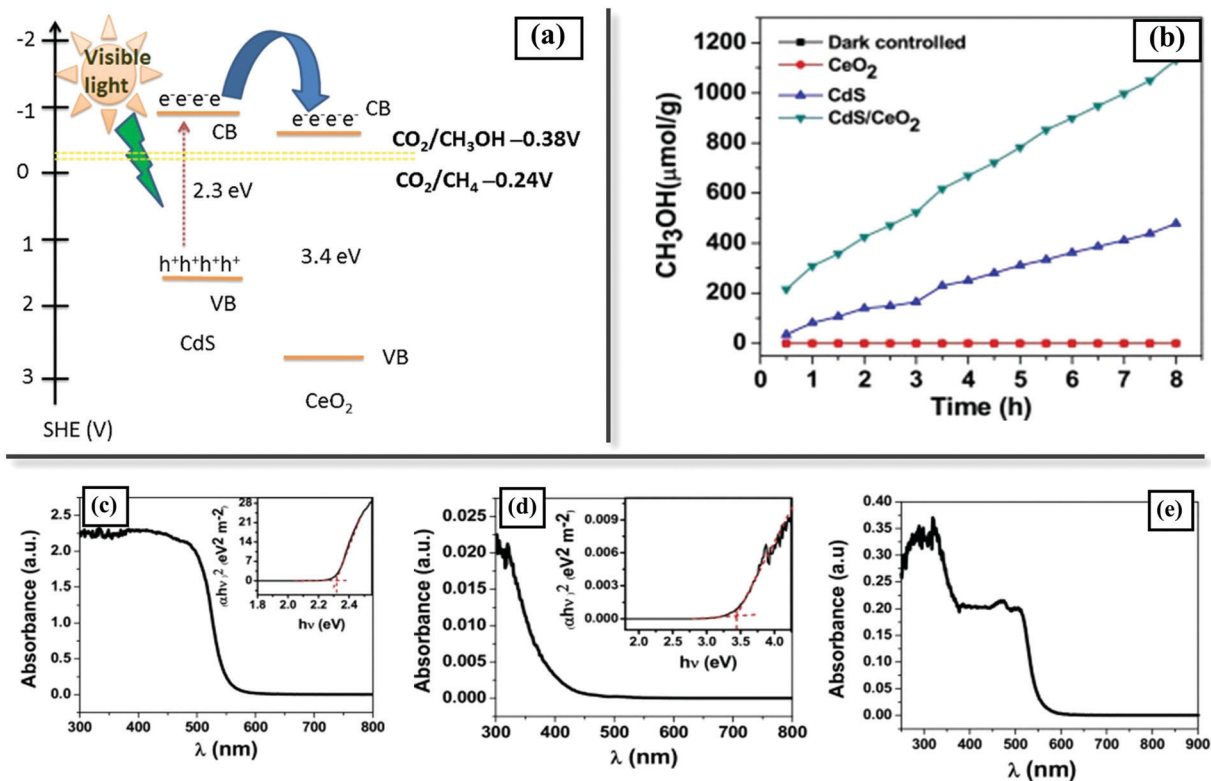 (a)
-2
-1
0
1
2
3
SHE (V)
Visible
light
e⁻e⁻e⁻e⁻
CB
2.3 eV
h⁺h⁺h⁺h⁺
VB
CdS
e⁻e⁻e⁻e⁻
CB
CO₂/CH₃OH –0.38V
CO₂/CH₄ –0.24V
3.4 eV
VB
CeO₂
(b)
Dark controlled
CeO₂
CdS
CdS/CeO₂
CH₃OH(μmol/g)
1200
1000
800
600
400
200
0
0 1 2 3 4 5 6 7 8
Time (h)
(c)
Absorbance (a.u.)
2.5
2.0
1.5
1.0
0.5
0.0
300 400 500 600 700 800
λ (nm)
(αhν)² (eV² m⁻²)
28
21
14
7
0
1.8 2.0 2.2 2.4
hν (eV)
(d)
Absorbance (a.u.)
0.025
0.020
0.015
0.010
0.005
0.000
300 400 500 600 700 800
λ (nm)
(αhν)² (eV² m⁻²)
0.009
0.006
0.003
0.000
2.0 2.5 3.0 3.5 4.0
hν (eV)
(e)
Absorbance (a.u)
0.40
0.35
0.30
0.25
0.20
0.15
0.10
0.05
0.00
300 400 500 600 700 800 900
λ (nm)